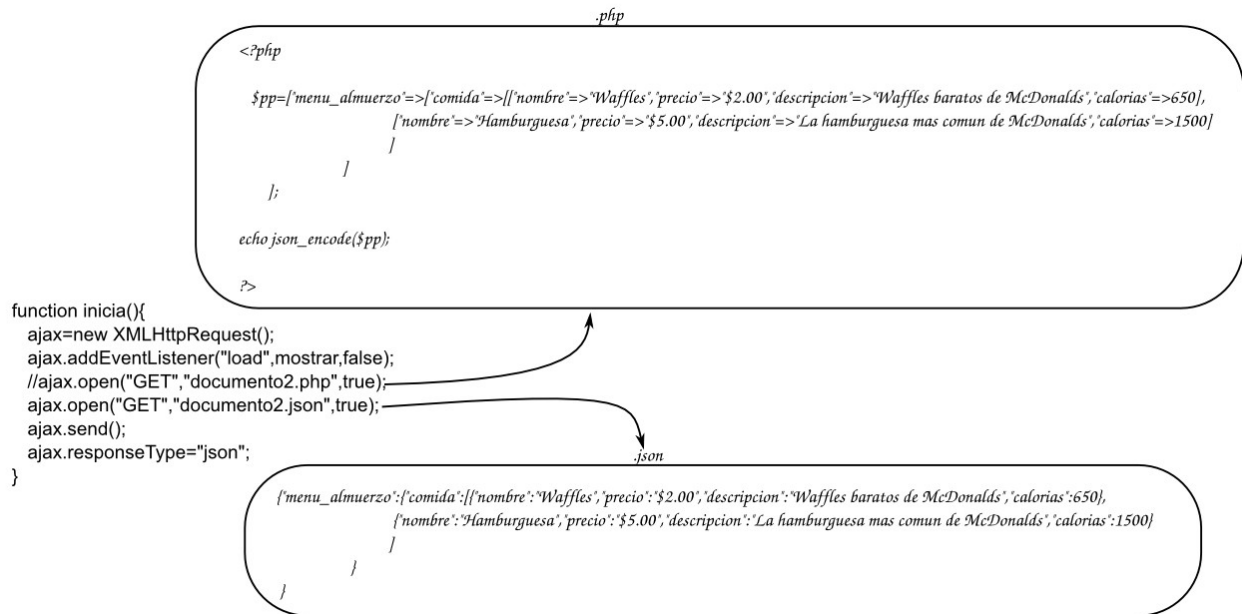 .php
<?php
$pp=["menu_almuerzo"=>["comida"=>[["nombre"=>"Waffles","precio"=>"$2.00","descripcion"=>"Waffles baratos de McDonalds","calorias"=>650],
["nombre"=>"Hamburguesa","precio"=>"$5.00","descripcion"=>"La hamburguesa mas comun de McDonalds","calorias"=>1500]
]
]
];
echo json_encode($pp);
?>
function inicia(){
ajax=new XMLHttpRequest();
ajax.addEventListener("load",mostrar,false);
//ajax.open("GET","documento2.php",true);
ajax.open("GET","documento2.json",true);
ajax.send();
ajax.responseType="json";
}
.json
{"menu_almuerzo":{"comida":[{"nombre":"Waffles","precio":"$2.00","descripcion":"Waffles baratos de McDonalds","calorias":650},
{"nombre":"Hamburguesa","precio":"$5.00","descripcion":"La hamburguesa mas comun de McDonalds","calorias":1500}
]
}
}